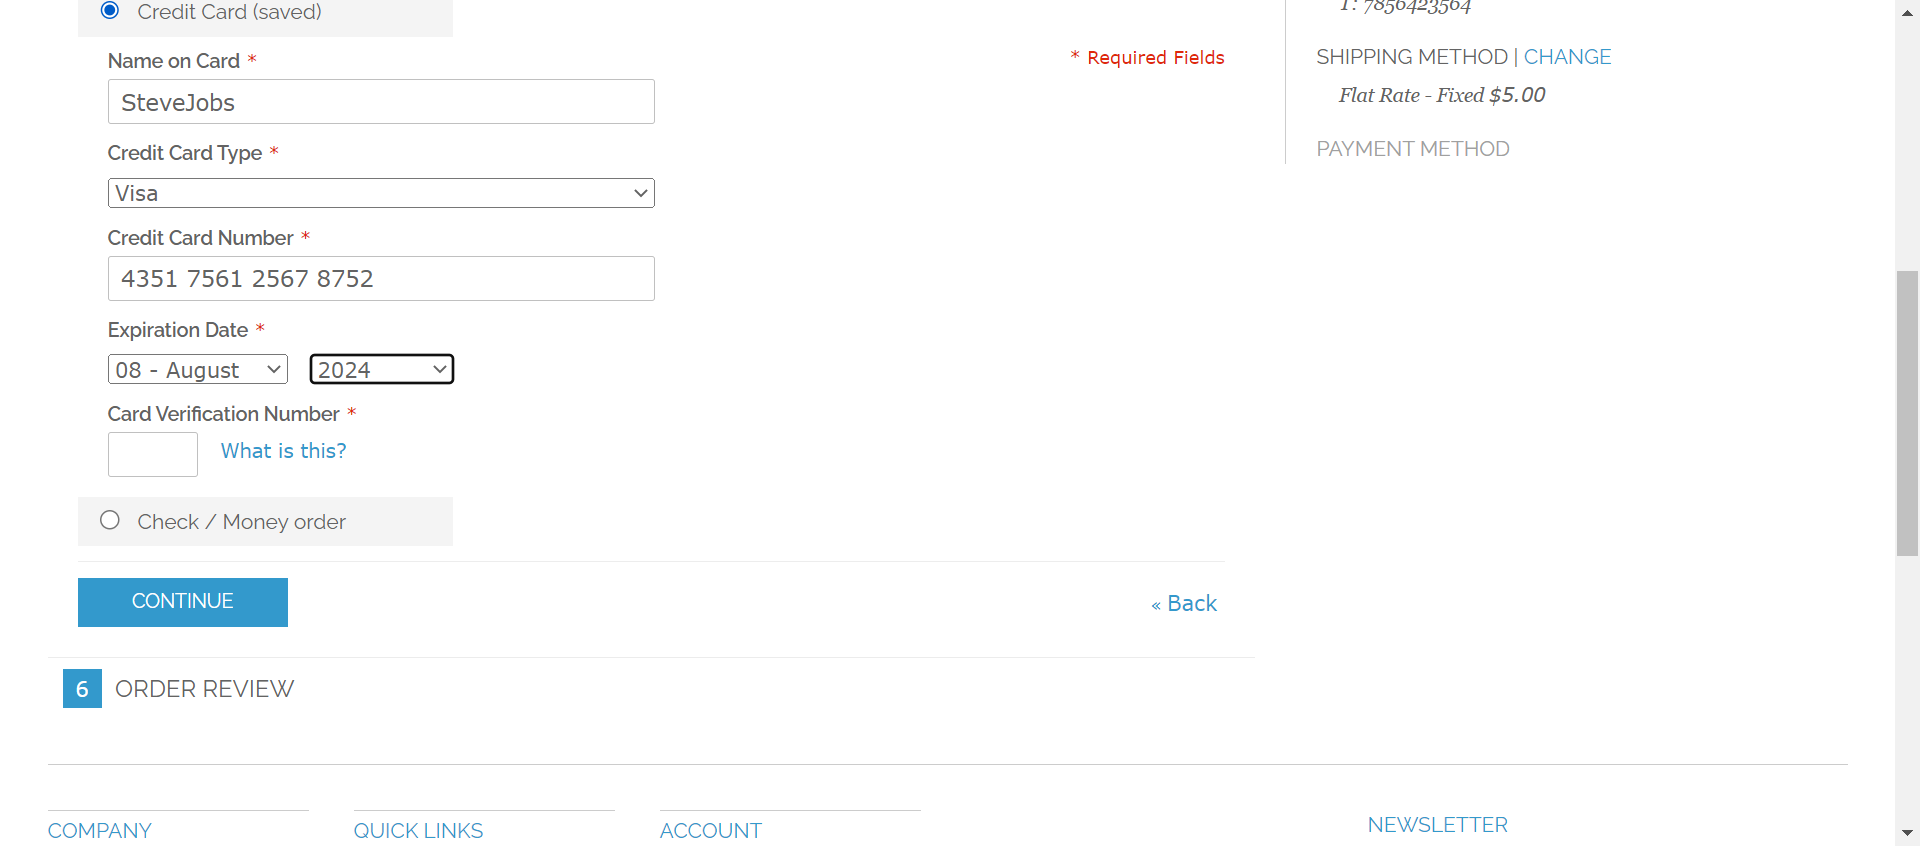 Credit Card (saved)
Name on Card *
* Required Fields
SteveJobs
Credit Card Type *
Visa
Credit Card Number *
4351 7561 2567 8752
Expiration Date *
08 - August
2024
Card Verification Number *
What is this?
Check / Money order
CONTINUE
« Back
6 ORDER REVIEW
T: 7856423564
SHIPPING METHOD | CHANGE
Flat Rate - Fixed $5.00
PAYMENT METHOD
COMPANY
QUICK LINKS
ACCOUNT
NEWSLETTER